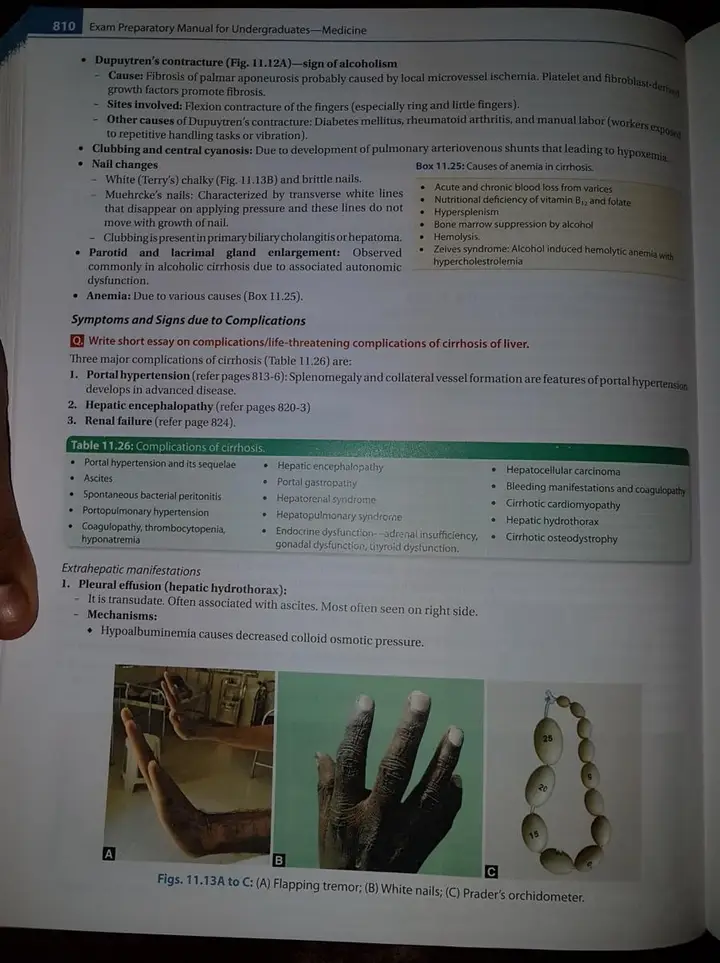 810 Exam Preparatory Manual for Undergraduates—Medicine
• Dupuytren's contracture (Fig. 11.12A)—sign of alcoholism
– Cause: Fibrosis of palmar aponeurosis probably caused by local microvessel ischemia. Platelet and fibroblast-derived
growth factors promote fibrosis.
– Sites involved: Flexion contracture of the fingers (especially ring and little fingers).
– Other causes of Dupuytren's contracture: Diabetes mellitus, rheumatoid arthritis, and manual labor (workers exposed
to repetitive handling tasks or vibration).
• Clubbing and central cyanosis: Due to development of pulmonary arteriovenous shunts that leading to hypoxemia.
• Nail changes
– White (Terry's) chalky (Fig. 11.13B) and brittle nails.
– Muehrcke's nails: Characterized by transverse white lines
that disappear on applying pressure and these lines do not
move with growth of nail.
– Clubbing is present in primary biliary cholangitis or hepatoma.
• Parotid and lacrimal gland enlargement: Observed
commonly in alcoholic cirrhosis due to associated autonomic
dysfunction.
• Anemia: Due to various causes (Box 11.25).
Box 11.25: Causes of anemia in cirrhosis.
• Acute and chronic blood loss from varices
• Nutritional deficiency of vitamin B₁₂ and folate
• Hypersplenism
• Bone marrow suppression by alcohol
• Hemolysis.
• Zeives syndrome: Alcohol induced hemolytic anemia with
hypercholestrolemia
Symptoms and Signs due to Complications
Q. Write short essay on complications/life-threatening complications of cirrhosis of liver.
Three major complications of cirrhosis (Table 11.26) are:
1. Portal hypertension (refer pages 813-6): Splenomegaly and collateral vessel formation are features of portal hypertension
develops in advanced disease.
2. Hepatic encephalopathy (refer pages 820-3)
3. Renal failure (refer page 824).
Table 11.26: Complications of cirrhosis.
• Portal hypertension and its sequelae
• Ascites
• Spontaneous bacterial peritonitis
• Portopulmonary hypertension
• Coagulopathy, thrombocytopenia,
hyponatremia
• Hepatic encephalopathy
• Portal gastropathy
• Hepatorenal syndrome
• Hepatopulmonary syndrome
• Endocrine dysfunction—adrenal insufficiency,
gonadal dysfunction, thyroid dysfunction.
• Hepatocellular carcinoma
• Bleeding manifestations and coagulopathy
• Cirrhotic cardiomyopathy
• Hepatic hydrothorax
• Cirrhotic osteodystrophy
Extrahepatic manifestations
1. Pleural effusion (hepatic hydrothorax):
– It is transudate. Often associated with ascites. Most often seen on right side.
– Mechanisms:
♦ Hypoalbuminemia causes decreased colloid osmotic pressure.
A
B
C
25
20
15
Figs. 11.13A to C: (A) Flapping tremor; (B) White nails; (C) Prader's orchidometer.